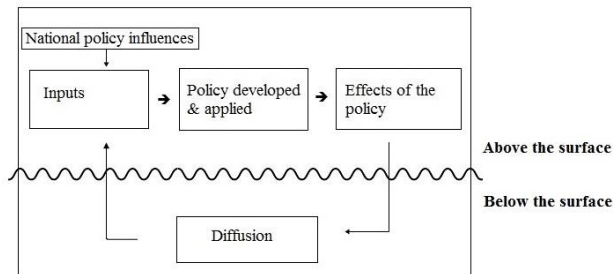 National policy influences
Inputs
Policy developed
& applied
Effects of the
policy
Above the surface
Below the surface
Diffusion